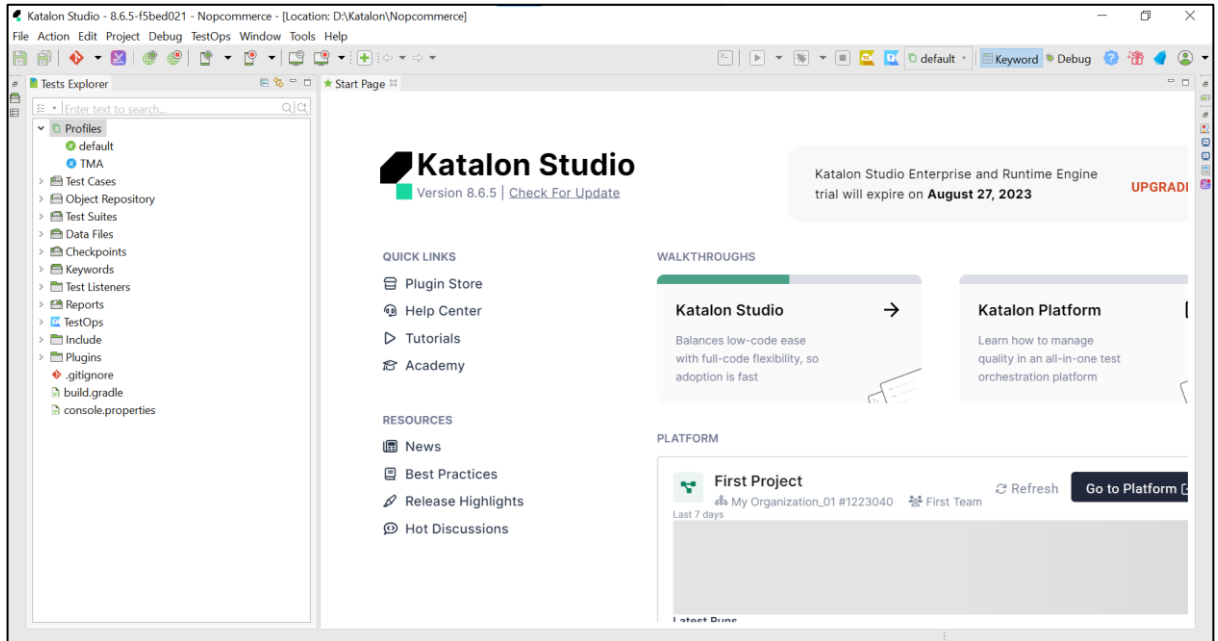 Katalon Studio - 8.6.5-f5bed021 - Nopcommerce - [Location: D:\Katalon\Nopcommerce]
File Action Edit Project Debug TestOps Window Tools Help
default
Keyword
Debug
Tests Explorer
Enter text to search...
Profiles
default
TMA
Test Cases
Object Repository
Test Suites
Data Files
Checkpoints
Keywords
Test Listeners
Reports
TestOps
Include
Plugins
.gitignore
build.gradle
console.properties
Start Page
Katalon Studio
Version 8.6.5 | Check For Update
Katalon Studio Enterprise and Runtime Engine
trial will expire on August 27, 2023
UPGRAD
QUICK LINKS
Plugin Store
Help Center
Tutorials
Academy
RESOURCES
News
Best Practices
Release Highlights
Hot Discussions
WALKTHROUGHS
Katalon Studio
Balances low-code ease
with full-code flexibility, so
adoption is fast
Katalon Platform
Learn how to manage
quality in an all-in-one test
orchestration platform
PLATFORM
First Project
My Organization_01 #1223040 First Team
Refresh
Go to Platform
Last 7 days
Latest Runs